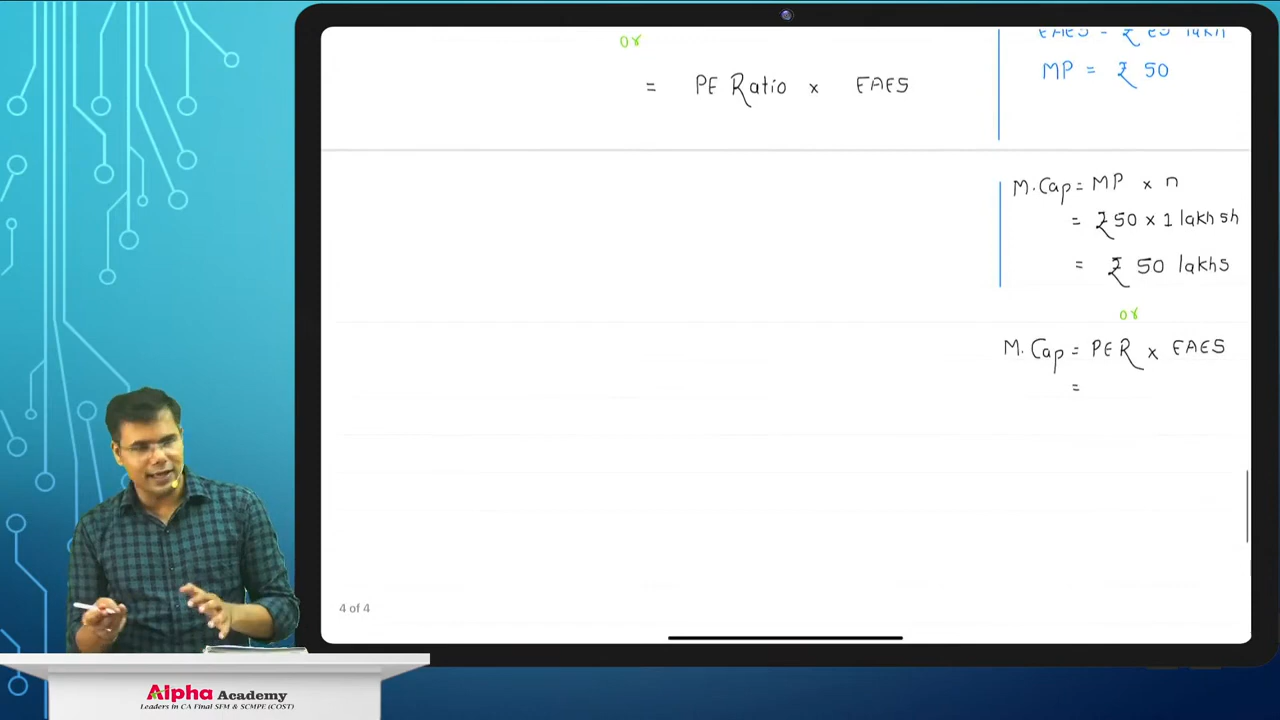 or
= PE Ratio x EAES
MP = ₹ 50
M.Cap = MP x n
= ₹50 x 1 lakh sh
= ₹ 50 lakhs
or
M.Cap = PER x EAES
=
4 of 4
Alpha Academy
Leaders in CA Final SFM & SCMPE (COST)